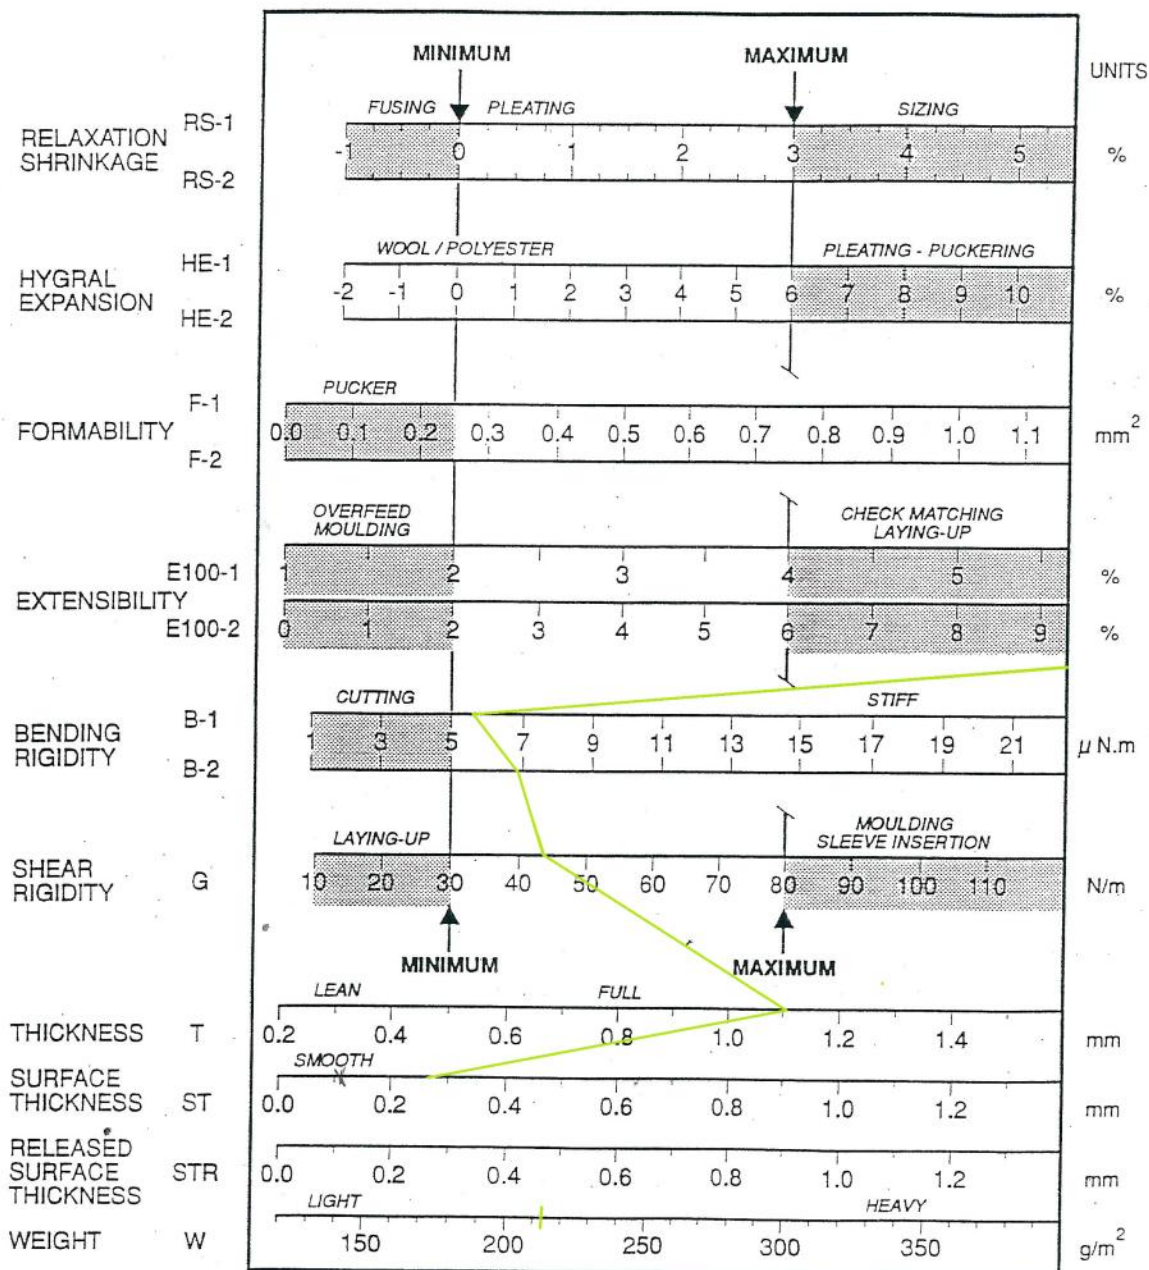 MINIMUM MAXIMUM UNITS
FUSING PLEATING SIZING
RELAXATION SHRINKAGE RS-1
-1 0 1 2 3 4 5 %
RS-2
WOOL / POLYESTER PLEATING - PUCKERING
HYGRAL EXPANSION HE-1
-2 -1 0 1 2 3 4 5 6 7 8 9 10 %
HE-2
PUCKER
F-1
FORMABILITY 0.0 0.1 0.2 0.3 0.4 0.5 0.6 0.7 0.8 0.9 1.0 1.1 mm2
F-2
OVERFEED MOULDING CHECK MATCHING LAYING-UP
E100-1 1 2 3 4 5 %
EXTENSIBILITY
E100-2 0 1 2 3 4 5 6 7 8 9 %
CUTTING STIFF
BENDING RIGIDITY B-1
1 3 5 7 9 11 13 15 17 19 21 μ N.m
B-2
LAYING-UP MOULDING SLEEVE INSERTION
SHEAR RIGIDITY G 10 20 30 40 50 60 70 80 90 100 110 N/m
MINIMUM MAXIMUM
LEAN FULL
THICKNESS T 0.2 0.4 0.6 0.8 1.0 1.2 1.4 mm
SMOOTH
SURFACE THICKNESS ST 0.0 0.2 0.4 0.6 0.8 1.0 1.2 mm
RELEASED SURFACE THICKNESS STR 0.0 0.2 0.4 0.6 0.8 1.0 1.2 mm
LIGHT HEAVY
WEIGHT W 150 200 250 300 350 g/m2